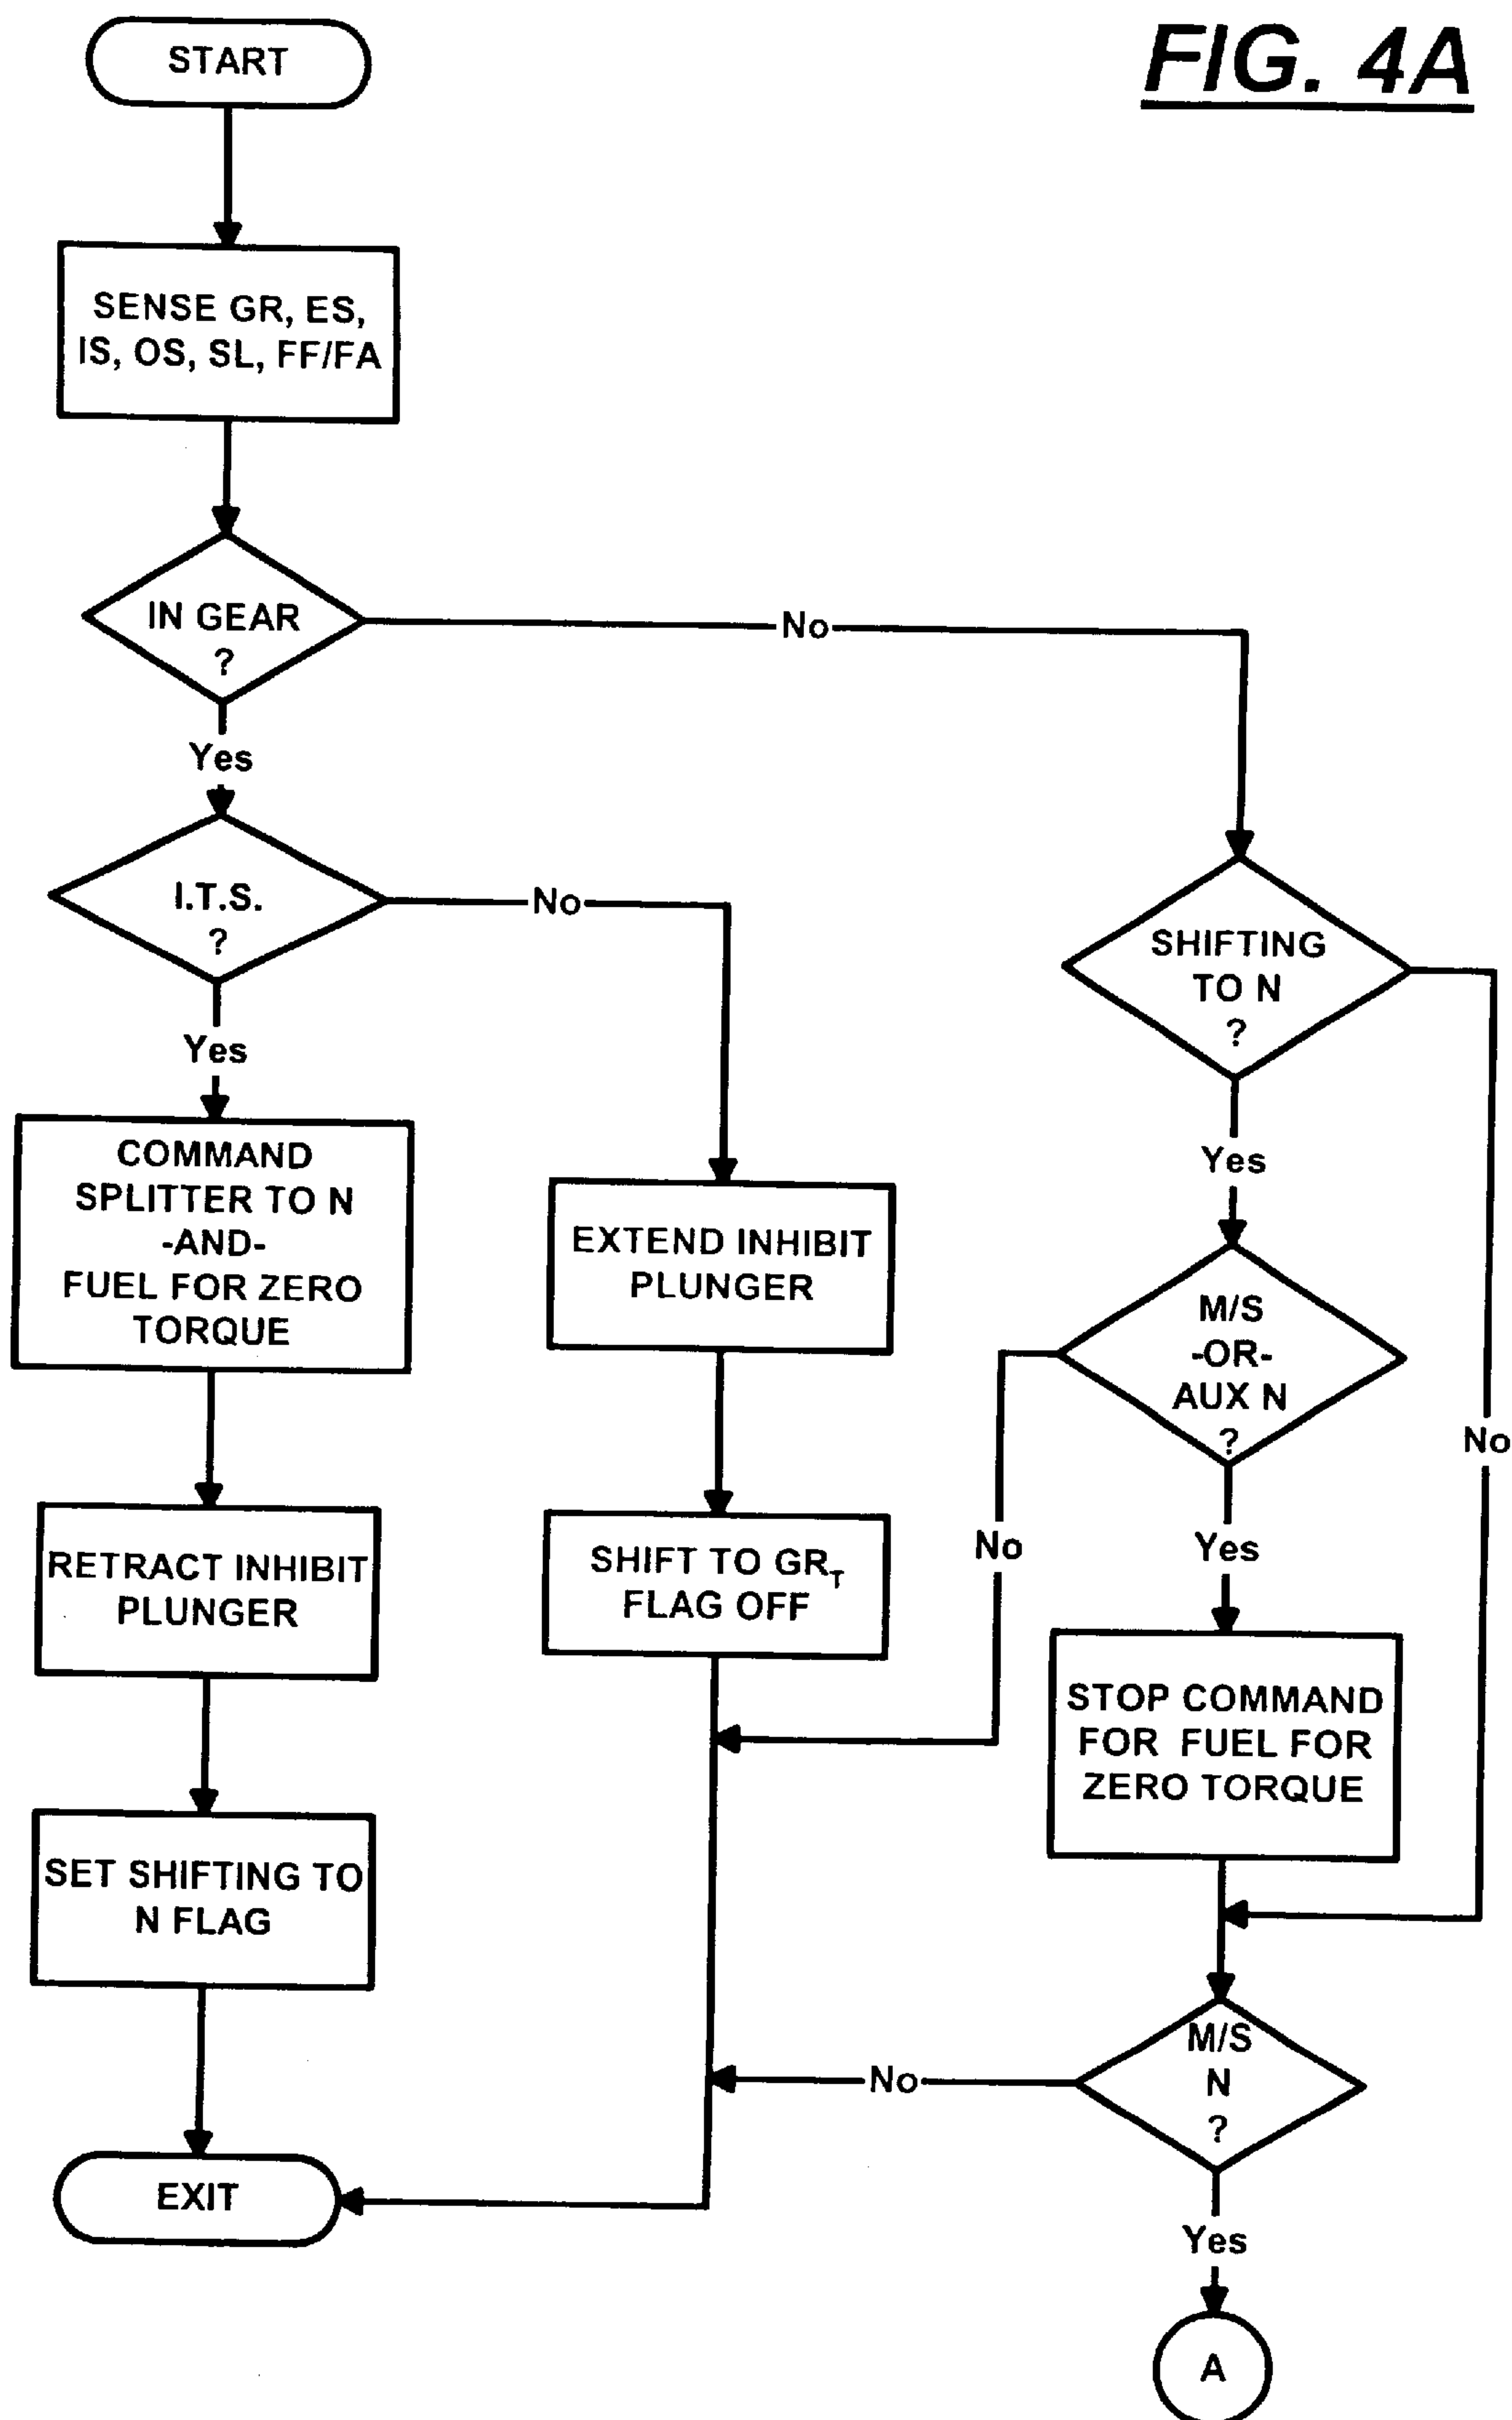 FIG. 4A
START
SENSE GR, ES,
IS, OS, SL, FF/FA
IN GEAR
?
No
Yes
I.T.S.
?
No
Yes
COMMAND
SPLITTER TO N
-AND-
FUEL FOR ZERO
TORQUE
RETRACT INHIBIT
PLUNGER
SET SHIFTING TO
N FLAG
EXIT
EXTEND INHIBIT
PLUNGER
SHIFT TO GRT
FLAG OFF
SHIFTING
TO N
?
No
Yes
M/S
-OR-
AUX N
?
No
Yes
STOP COMMAND
FOR FUEL FOR
ZERO TORQUE
M/S
N
?
No
Yes
A